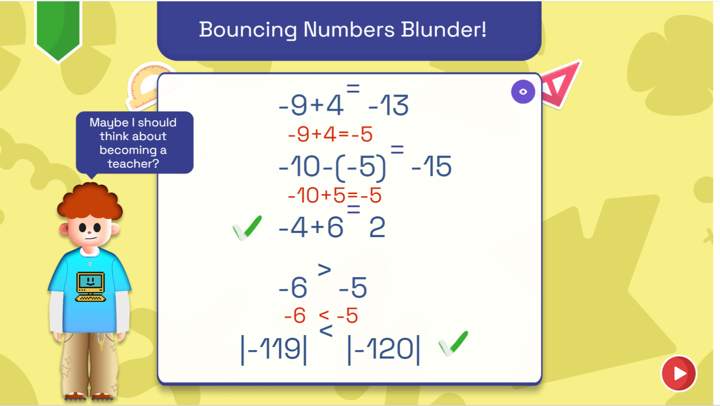 Bouncing Numbers Blunder!
Maybe I should
think about
becoming a
teacher?
-9+4 = -13
-9+4=-5
-10-(-5) = -15
-10+5=-5
-4+6 = 2
-6 > -5
-6 < -5
|-119| < |-120|